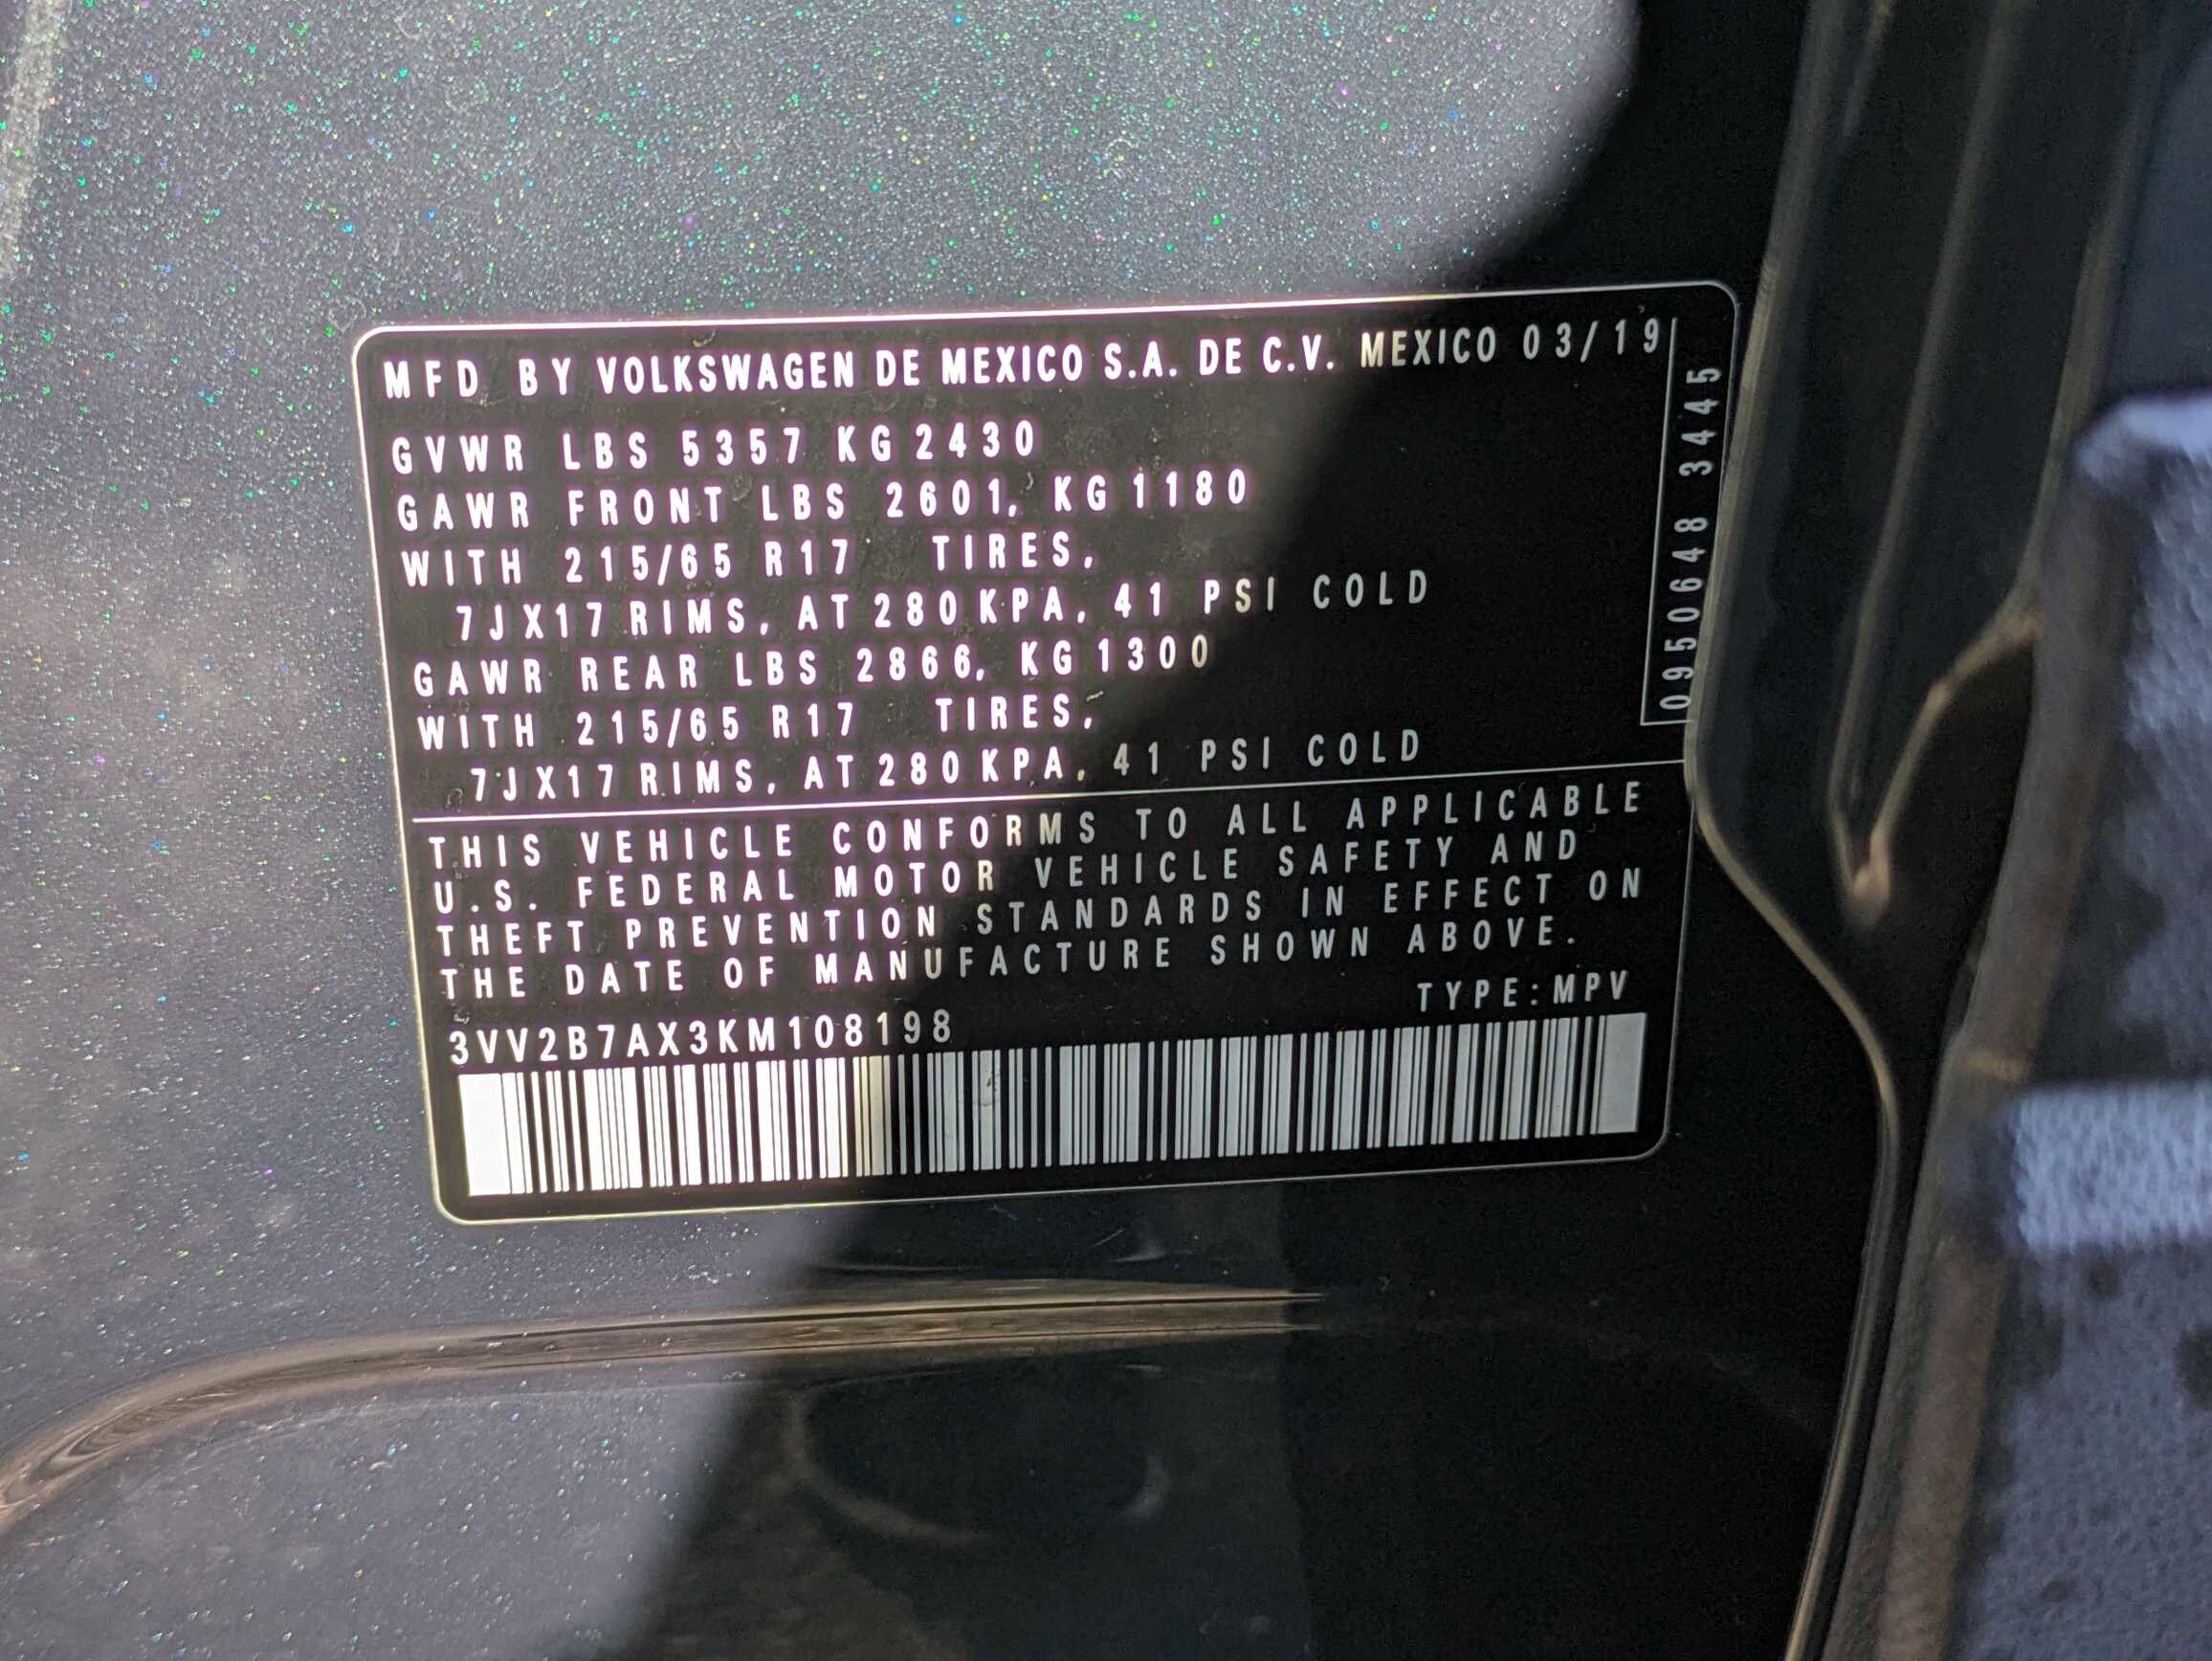 MFD BY VOLKSWAGEN DE MEXICO S.A. DE C.V. MEXICO 03/19
GVWR LBS 5357 KG 2430
GAWR FRONT LBS 2601, KG 1180
WITH 215/65 R17 TIRES,
7JX17 RIMS, AT 280 KPA, 41 PSI COLD
GAWR REAR LBS 2866, KG 1300
WITH 215/65 R17 TIRES,
7JX17 RIMS, AT 280 KPA, 41 PSI COLD
0950648 3445
THIS VEHICLE CONFORMS TO ALL APPLICABLE
U.S. FEDERAL MOTOR VEHICLE SAFETY AND
THEFT PREVENTION STANDARDS IN EFFECT ON
THE DATE OF MANUFACTURE SHOWN ABOVE.
TYPE:MPV
3VV2B7AX3KM108198